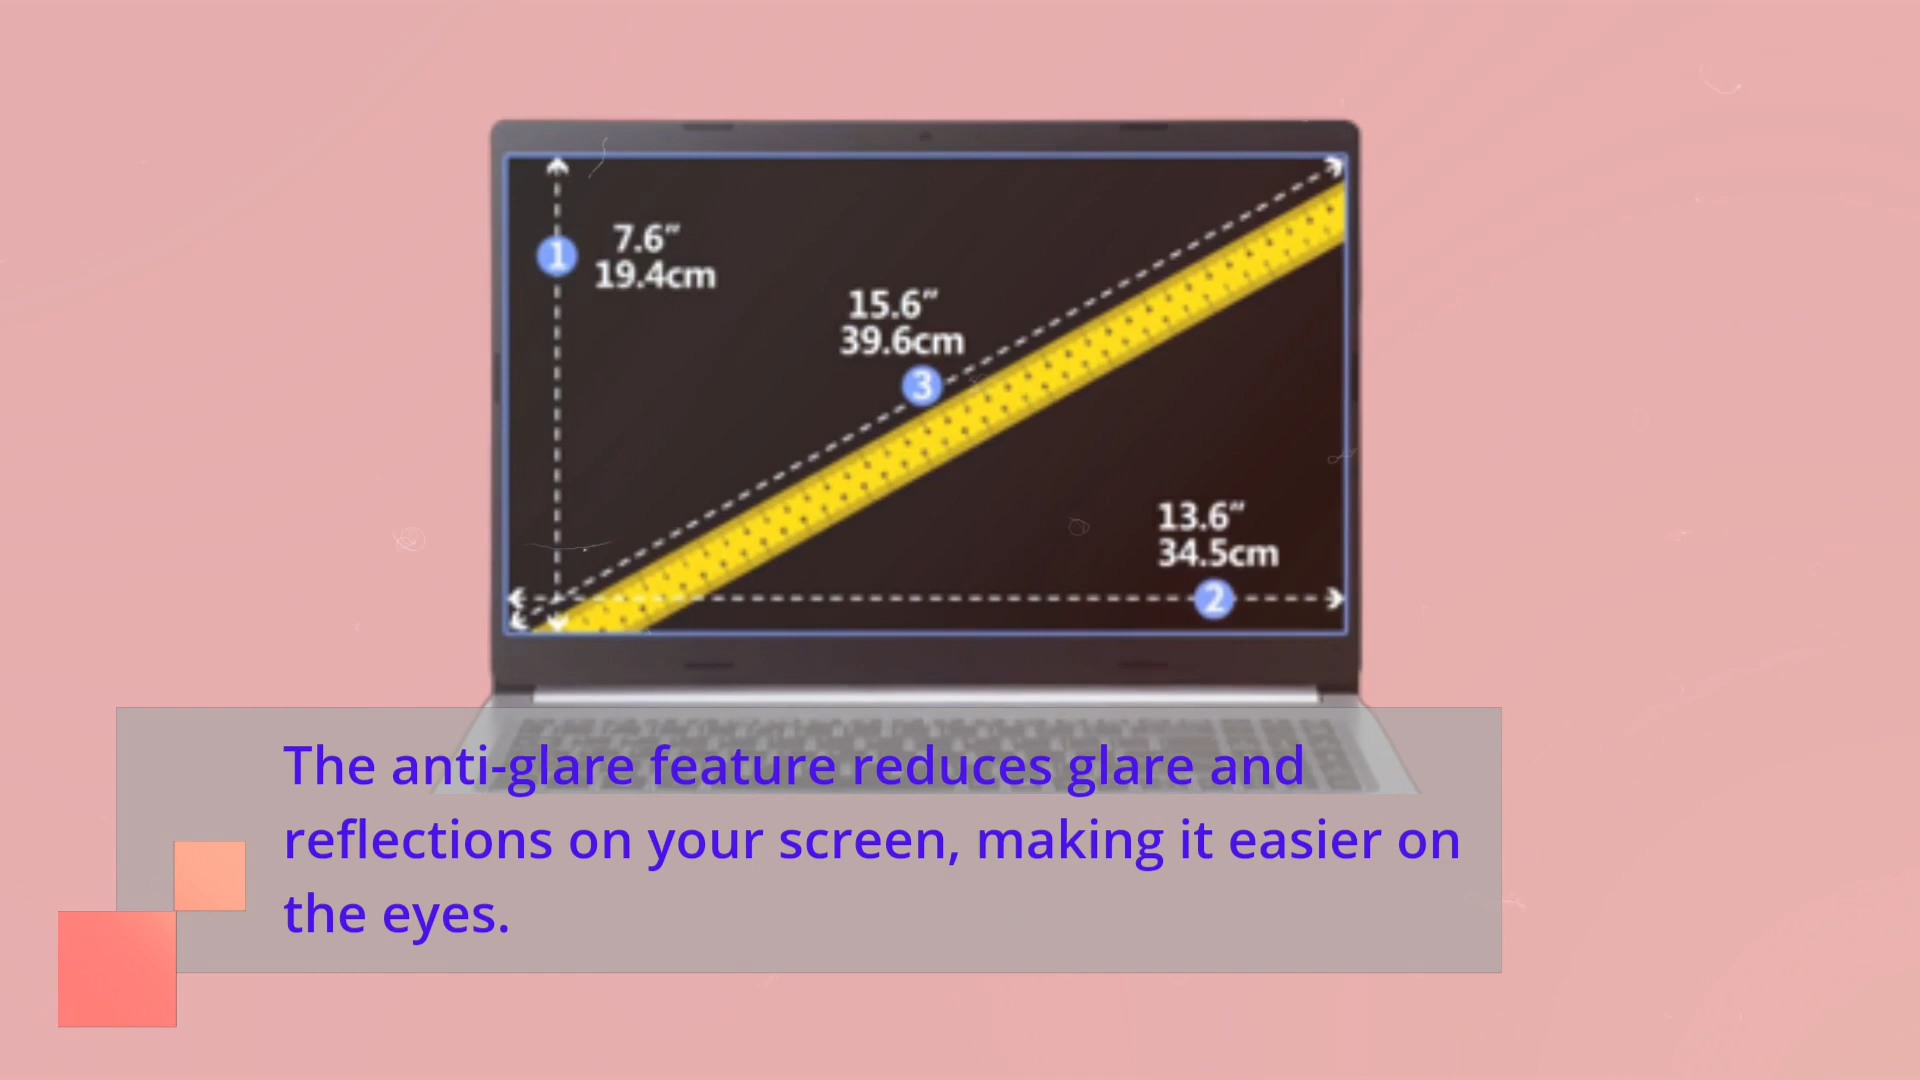 1
7.6″
19.4cm
15.6″
39.6cm
3
13.6″
34.5cm
2
The anti-glare feature reduces glare and
reflections on your screen, making it easier on
the eyes.